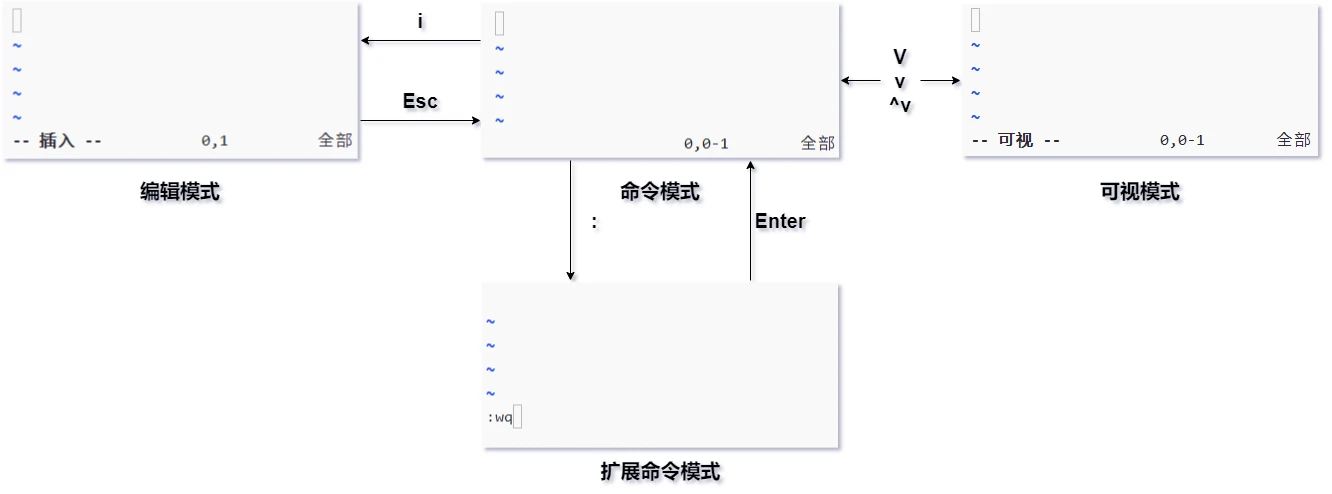 ~
~
~
~
-- 插入 -- 0,1 全部
编辑模式
i
Esc
~
~
~
~
0,0-1 全部
命令模式
V
v
^v
~
~
~
~
-- 可视 -- 0,0-1 全部
可视模式
:
Enter
~
~
~
~
:wq
扩展命令模式